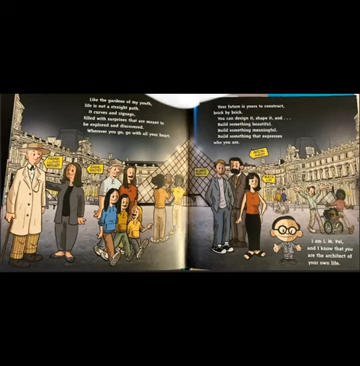 Like the gardens of my youth,
life is not a straight path.
It curves and zigzags,
filled with surprises that are meant to
be explored and discovered.
Wherever you go, go with all your heart.
Your future is yours to construct,
brick by brick.
You can design it, shape it, and . . .
Build something beautiful.
Build something meaningful.
Build something that expresses
who you are.
I am I. M. Pei,
and I know that you
are the architect of
your own life.